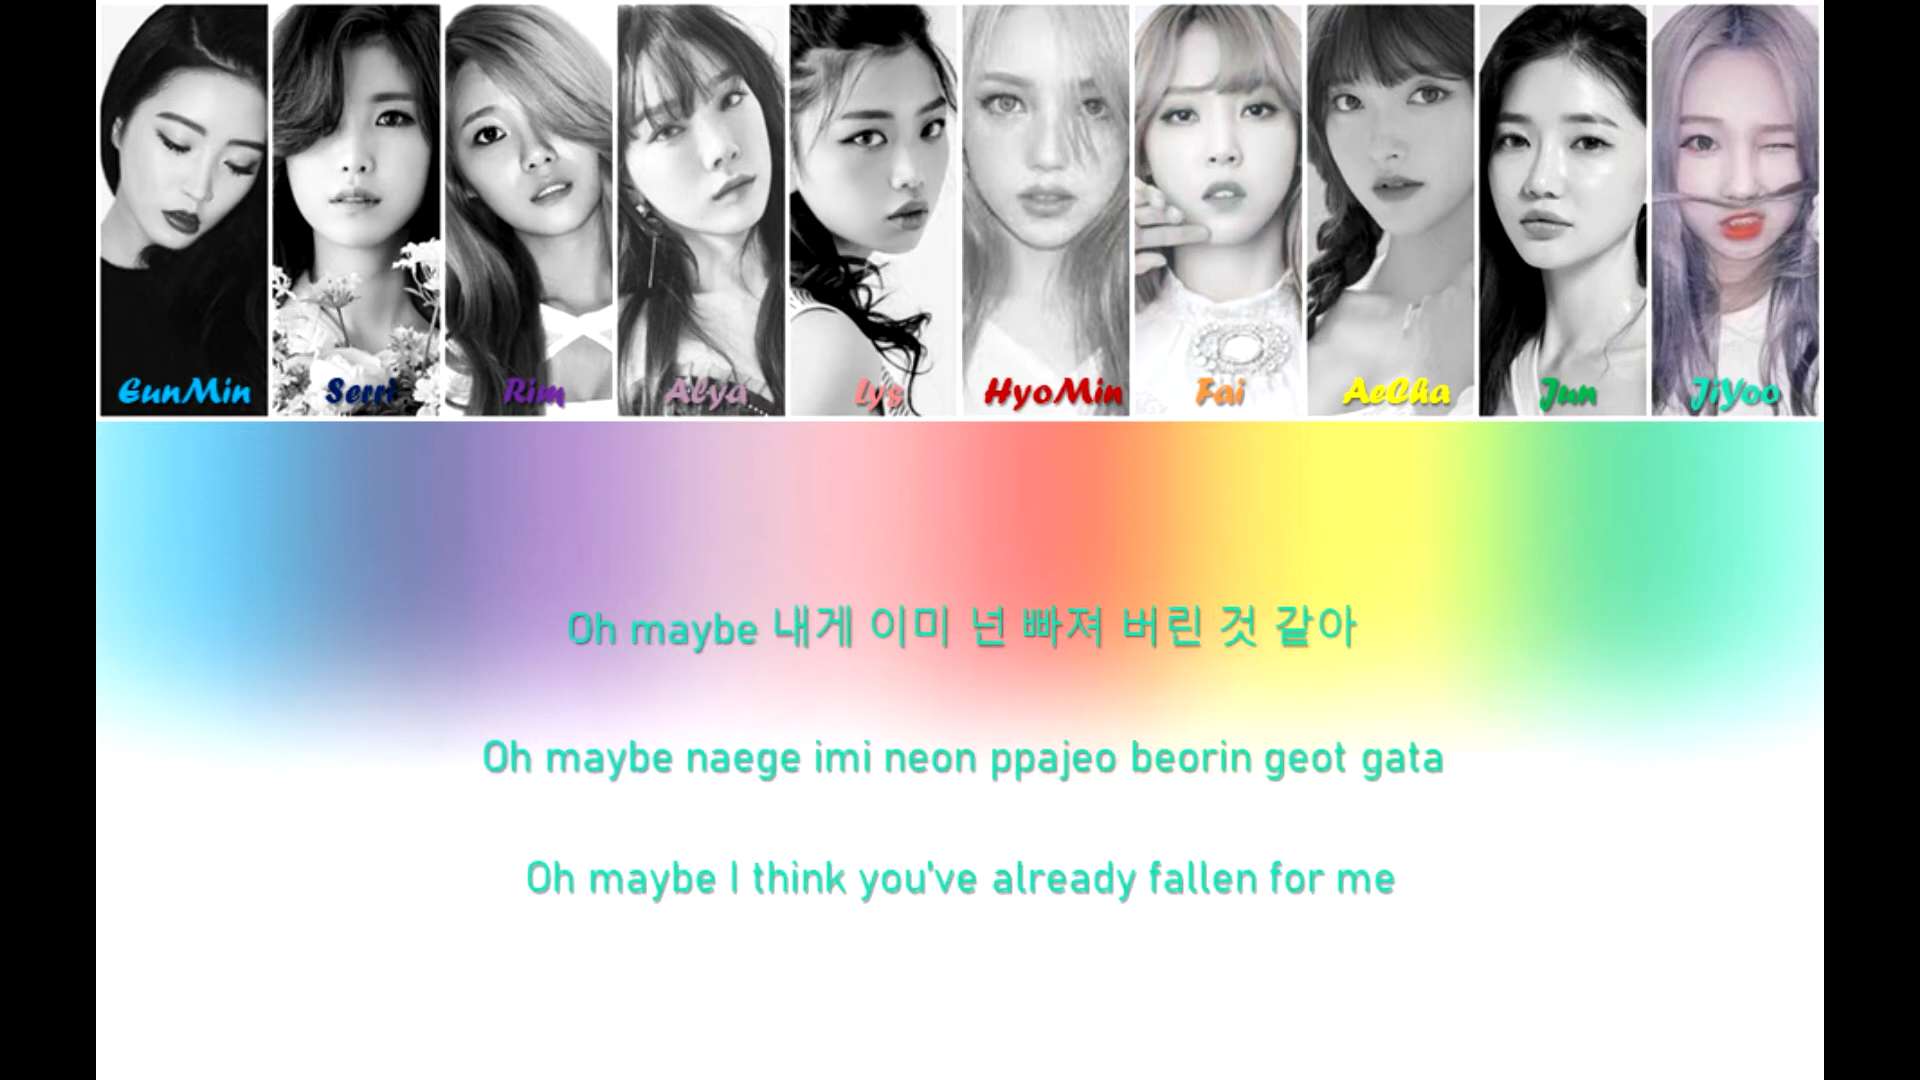 EunMin Serri Rim Alya Lys HyoMin Fai AeCha Jun JiYoo
Oh maybe 내게 이미 넌 빠져 버린 것 같아
Oh maybe naege imi neon ppajeo beorin geot gata
Oh maybe I think you've already fallen for me